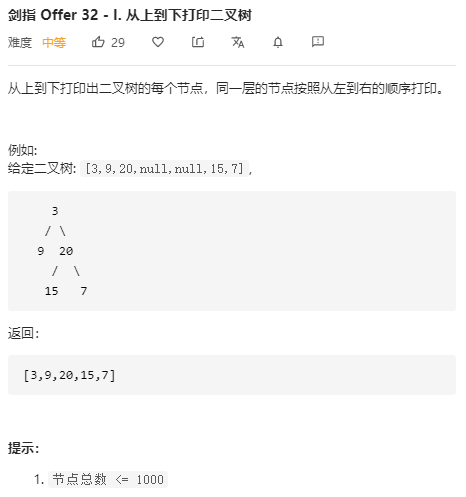 剑指 Offer 32 - I. 从上到下打印二叉树
难度 中等 29
从上到下打印出二叉树的每个节点，同一层的节点按照从左到右的顺序打印。
例如:
给定二叉树: [3,9,20,null,null,15,7],
3
/ \
9 20
/ \
15 7
返回：
[3,9,20,15,7]
提示：
1. 节点总数 <= 1000